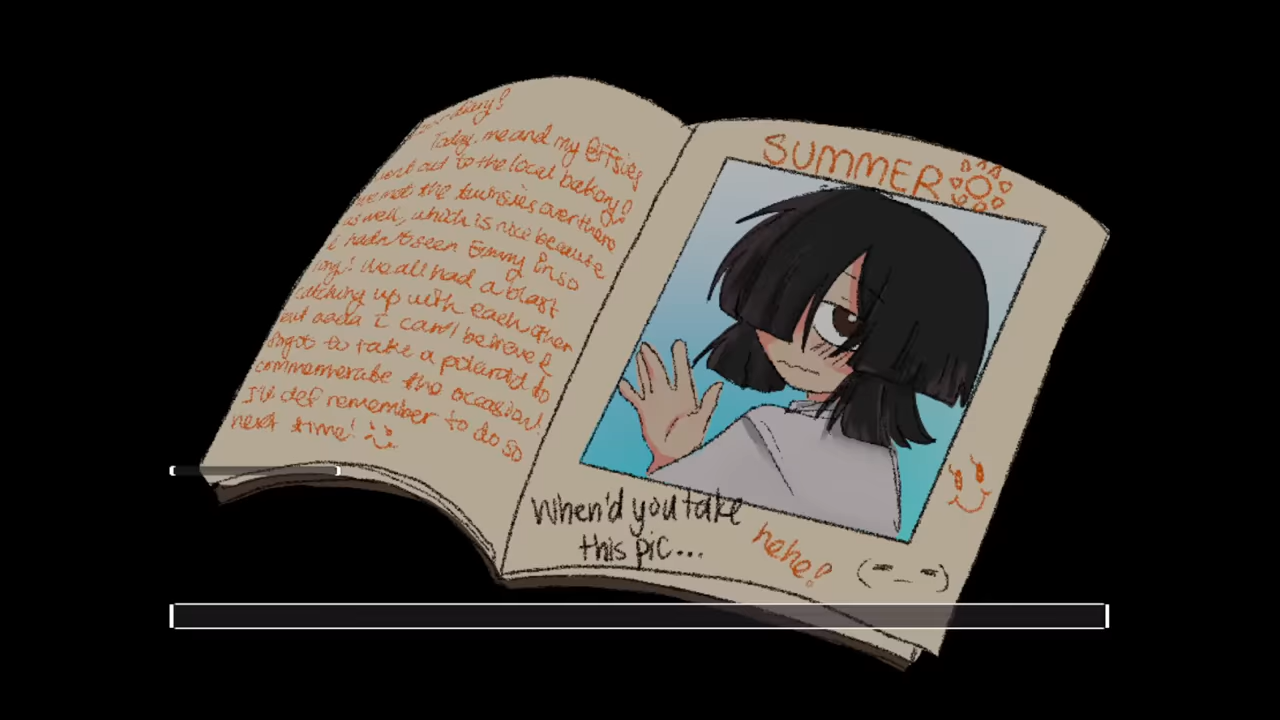 diary!
Today, me and my Bffsies
went out to the local bakery!
we met the twinsies over there
as well, which is nice because
i hadn't seen in so
long! We all had a blast
catching up with each other
but i can't believe I
forgot to take a polaroid to
commemerate the occasion!
I'll def remember to do so
next time! :)
SUMMER
When'd you take
this pic...
hehe!